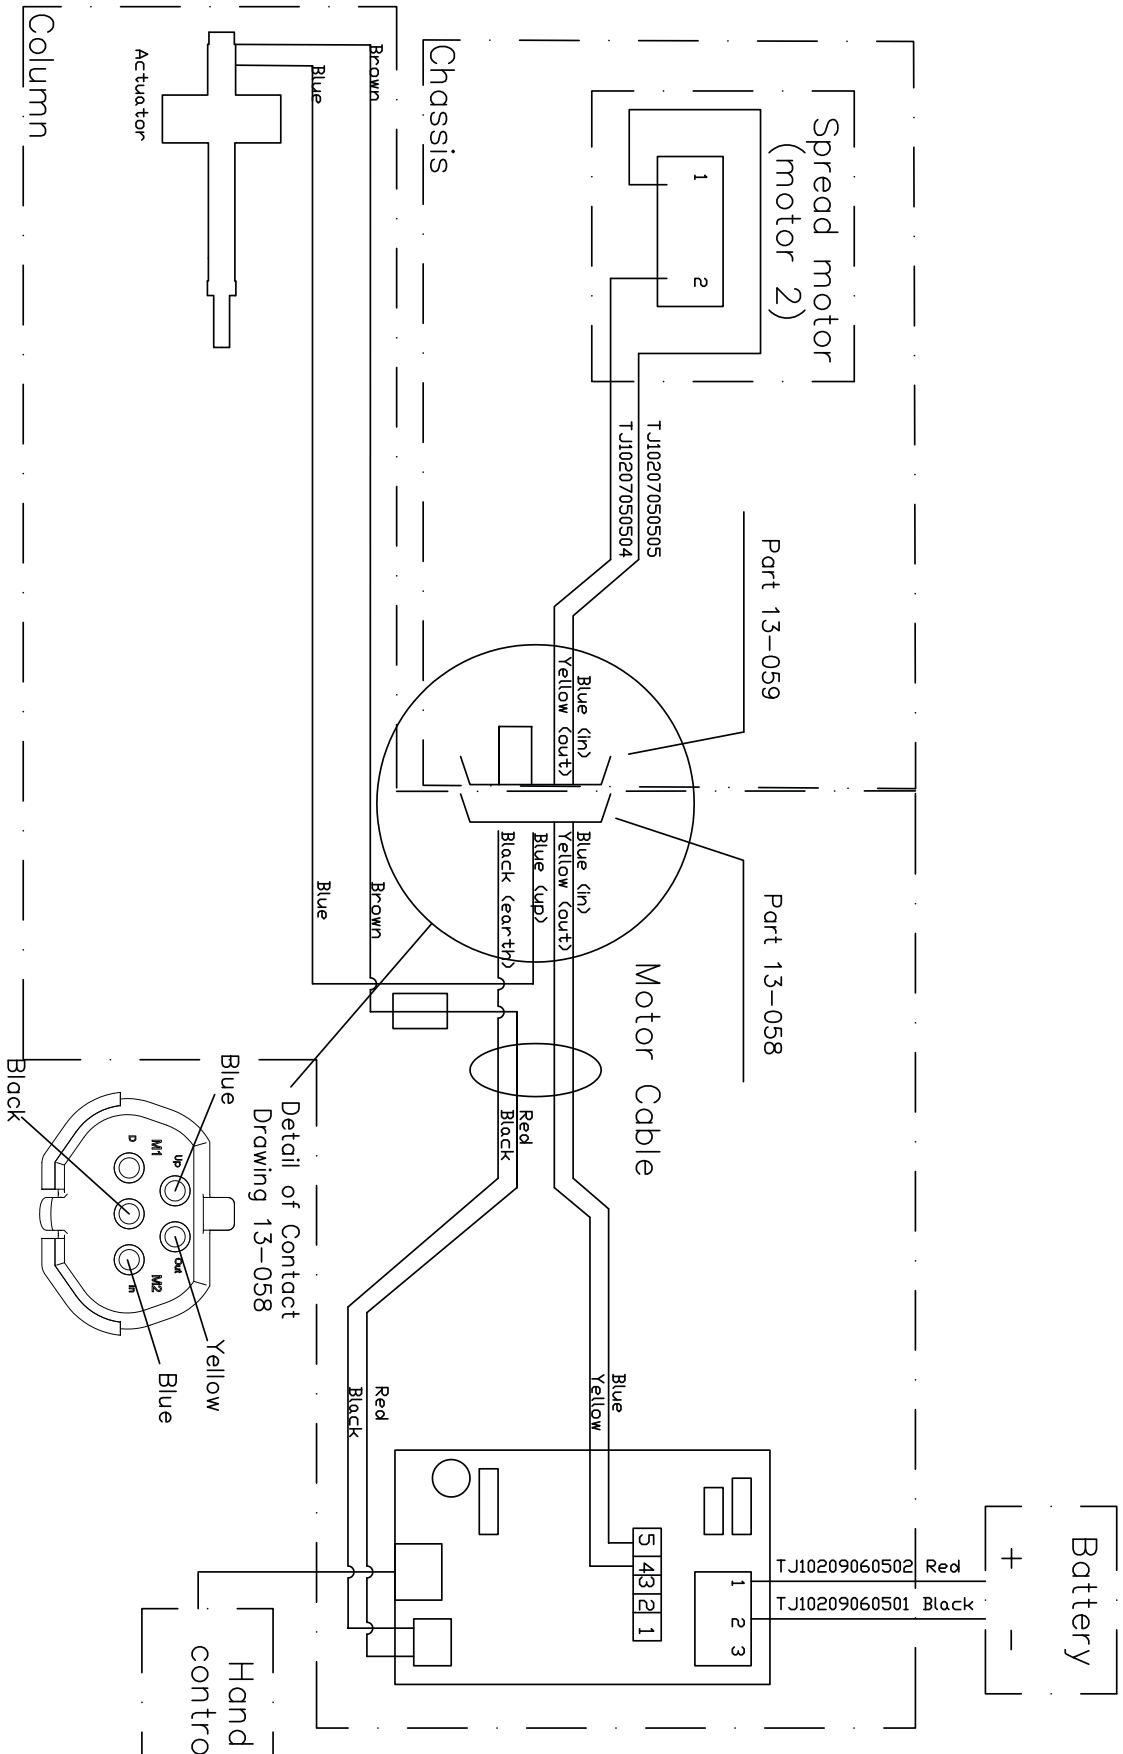 Column
Actuator
Blue
Brown
Chassis
Spread motor
(motor 2)
1
2
TJ10207050505
TJ10207050504
Part 13-059
Blue (in)
Yellow (out)
Part 13-058
Blue (in)
Yellow (out)
Blue (up)
Black (earth)
Brown
Blue
Motor Cable
Red
Black
Detail of Contact
Drawing 13-058
Blue
Black
D
M1
Up
Out
M2
In
Yellow
Blue
Red
Black
Blue
Yellow
5
4
3
2
1
1
2
3
TJ10209060502 Red
TJ10209060501 Black
Battery
+
-
Hand
contro